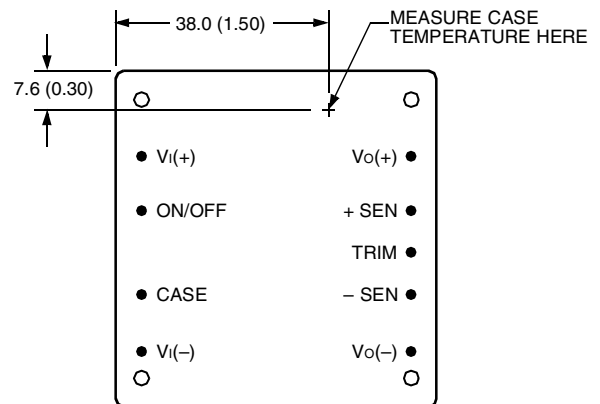 38.0 (1.50)
MEASURE CASE
TEMPERATURE HERE
7.6 (0.30)
VI(+)
VO(+)
ON/OFF
+ SEN
TRIM
CASE
– SEN
VI(–)
VO(–)